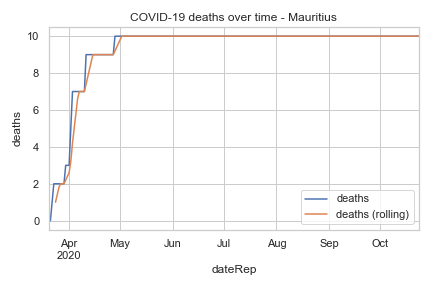 COVID-19 deaths over time - Mauritius
deaths
10
8
6
4
2
0
Apr May Jun Jul Aug Sep Oct
2020
dateRep
deaths
deaths (rolling)